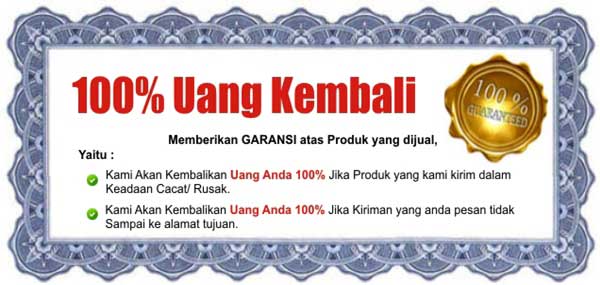 100% Uang Kembali
100%
GUARANTEED
Memberikan GARANSI atas Produk yang dijual,
Yaitu :
Kami Akan Kembalikan Uang Anda 100% Jika Produk yang kami kirim dalam
Keadaan Cacat/ Rusak.
Kami Akan Kembalikan Uang Anda 100% Jika Kiriman yang anda pesan tidak
Sampai ke alamat tujuan.